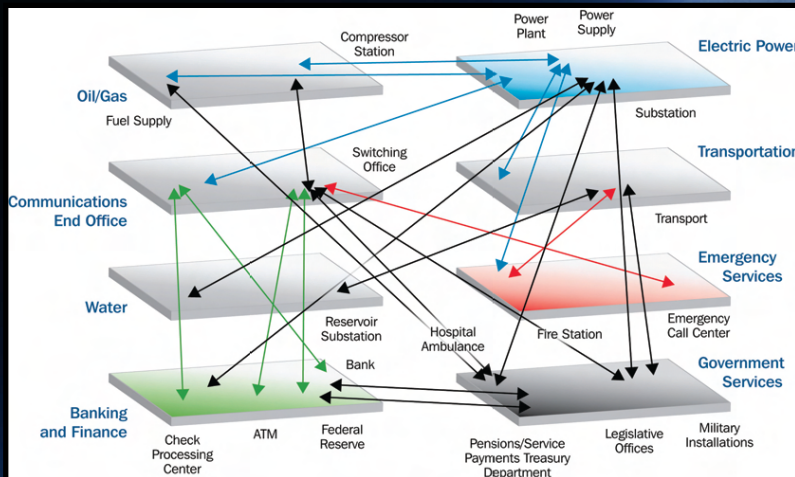 Power
Plant
Power
Supply
Compressor
Station
Electric Power
Oil/Gas
Fuel Supply
Substation
Switching
Office
Transportation
Communications
End Office
Transport
Emergency
Services
Water
Reservoir
Substation
Hospital
Ambulance
Fire Station
Emergency
Call Center
Bank
Government
Services
Banking
and Finance
Check
Processing
Center
ATM
Federal
Reserve
Pensions/Service
Payments Treasury
Department
Legislative
Offices
Military
Installations